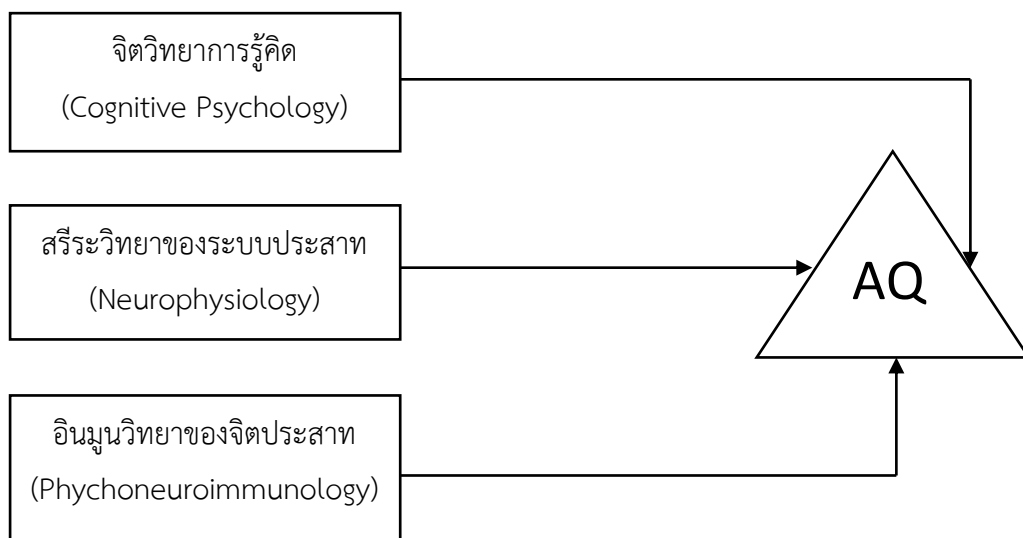 จิตวิทยาการรู้คิด
(Cognitive Psychology)
สรีระวิทยาของระบบประสาท
(Neurophysiology)
AQ
อินมูนวิทยาของจิตประสาท
(Phychoneuroimmunology)